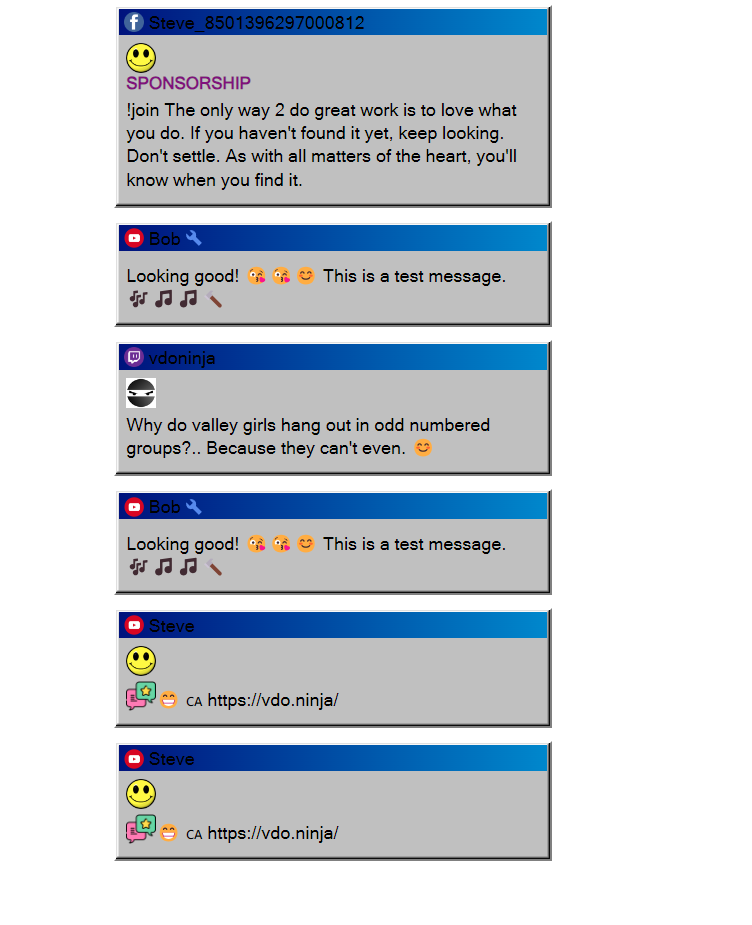 Steve_8501396297000812
SPONSORSHIP
!join The only way 2 do great work is to love what
you do. If you haven't found it yet, keep looking.
Don't settle. As with all matters of the heart, you'll
know when you find it.
Bob 🔧
Looking good! 😘 😘 😊 This is a test message.
🎶 🎵 🎵 🔨
vdoninja
Why do valley girls hang out in odd numbered
groups?.. Because they can't even. 😊
Bob 🔧
Looking good! 😘 😘 😊 This is a test message.
🎶 🎵 🎵 🔨
Steve
😁 CA https://vdo.ninja/
Steve
😁 CA https://vdo.ninja/